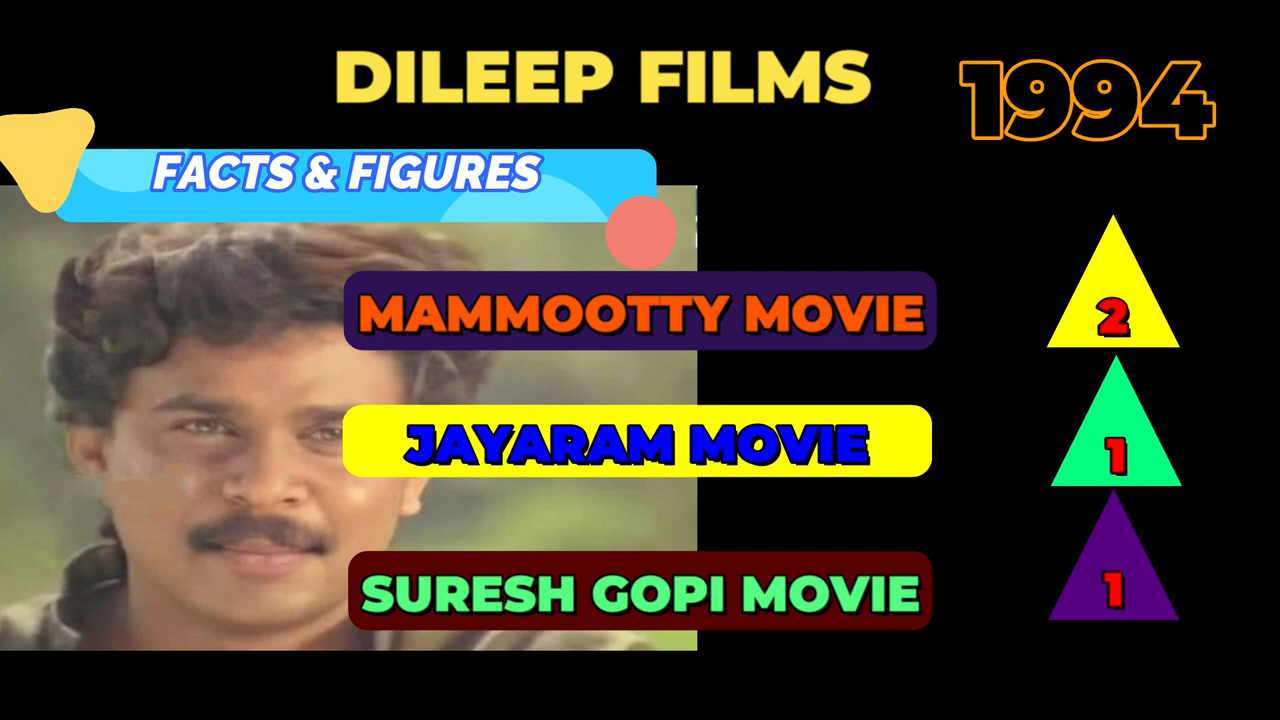 DILEEP FILMS
1994
FACTS & FIGURES
MAMMOOTTY MOVIE
2
JAYARAM MOVIE
1
SURESH GOPI MOVIE
1